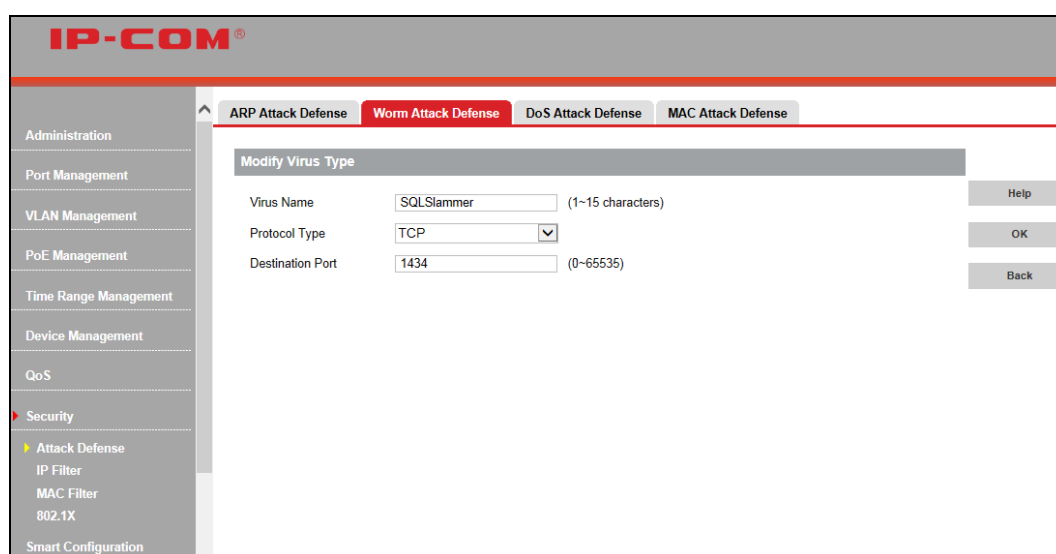 IP-COM®
ARP Attack Defense Worm Attack Defense DoS Attack Defense MAC Attack Defense
Administration
Port Management
VLAN Management
PoE Management
Time Range Management
Device Management
QoS
Security
Attack Defense
IP Filter
MAC Filter
802.1X
Smart Configuration
Modify Virus Type
Virus Name SQLSlammer (1~15 characters)
Protocol Type TCP
Destination Port 1434 (0~65535)
Help
OK
Back